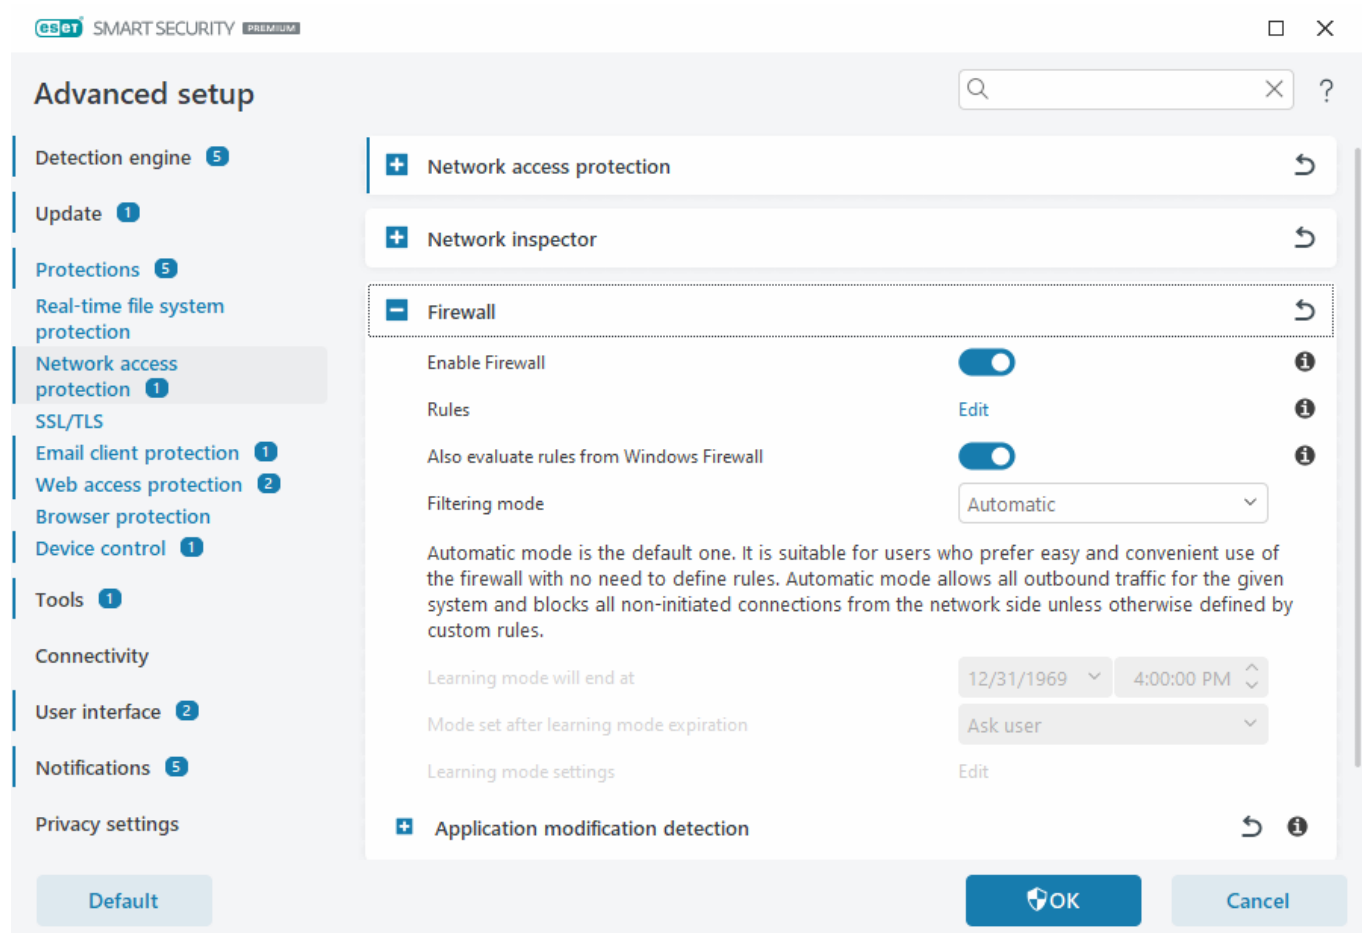 eseT SMART SECURITY PREMIUM
Advanced setup
?
Detection engine 5
Update 1
Protections 5
Real-time file system
protection
Network access
protection 1
SSL/TLS
Email client protection 1
Web access protection 2
Browser protection
Device control 1
Tools 1
Connectivity
User interface 2
Notifications 5
Privacy settings
Network access protection
Network inspector
Firewall
Enable Firewall
Rules Edit
Also evaluate rules from Windows Firewall
Filtering mode Automatic
Automatic mode is the default one. It is suitable for users who prefer easy and convenient use of
the firewall with no need to define rules. Automatic mode allows all outbound traffic for the given
system and blocks all non-initiated connections from the network side unless otherwise defined by
custom rules.
Learning mode will end at 12/31/1969 4:00:00 PM
Mode set after learning mode expiration Ask user
Learning mode settings Edit
Application modification detection
Default OK Cancel